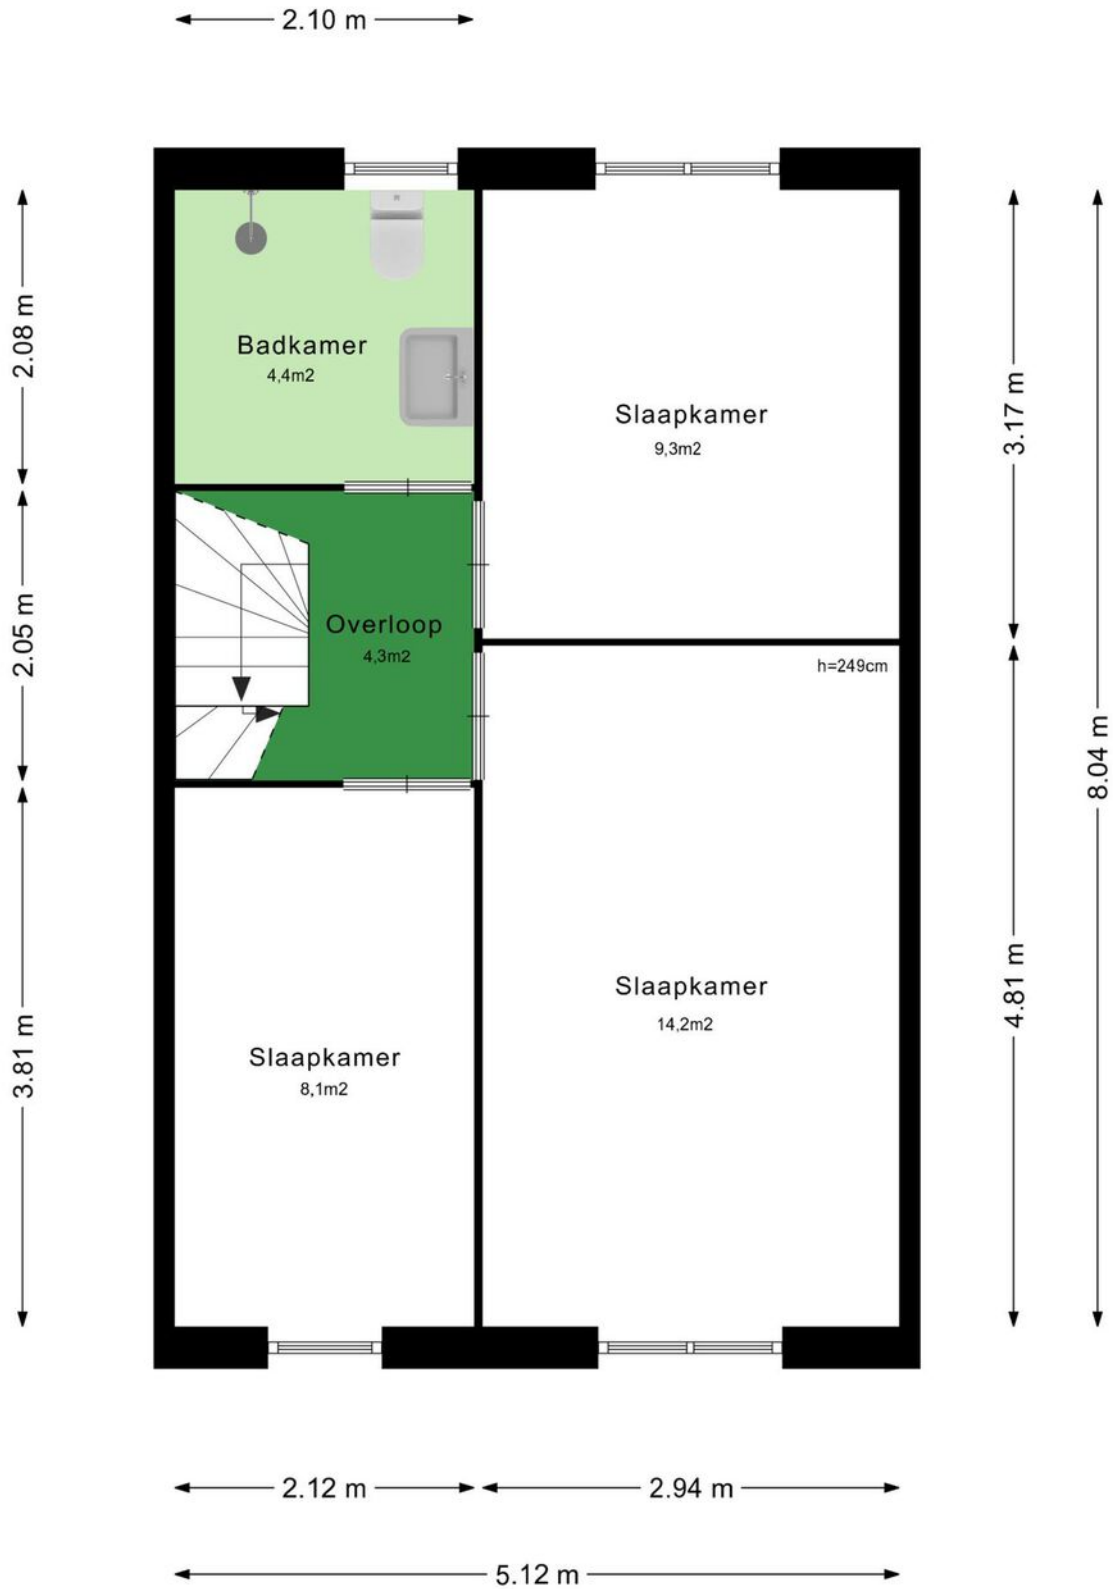 2.10 m
2.08 m
Badkamer
4,4m2
Slaapkamer
9,3m2
3.17 m
2.05 m
Overloop
4,3m2
h=249cm
8.04 m
3.81 m
Slaapkamer
8,1m2
Slaapkamer
14,2m2
4.81 m
2.12 m
2.94 m
5.12 m